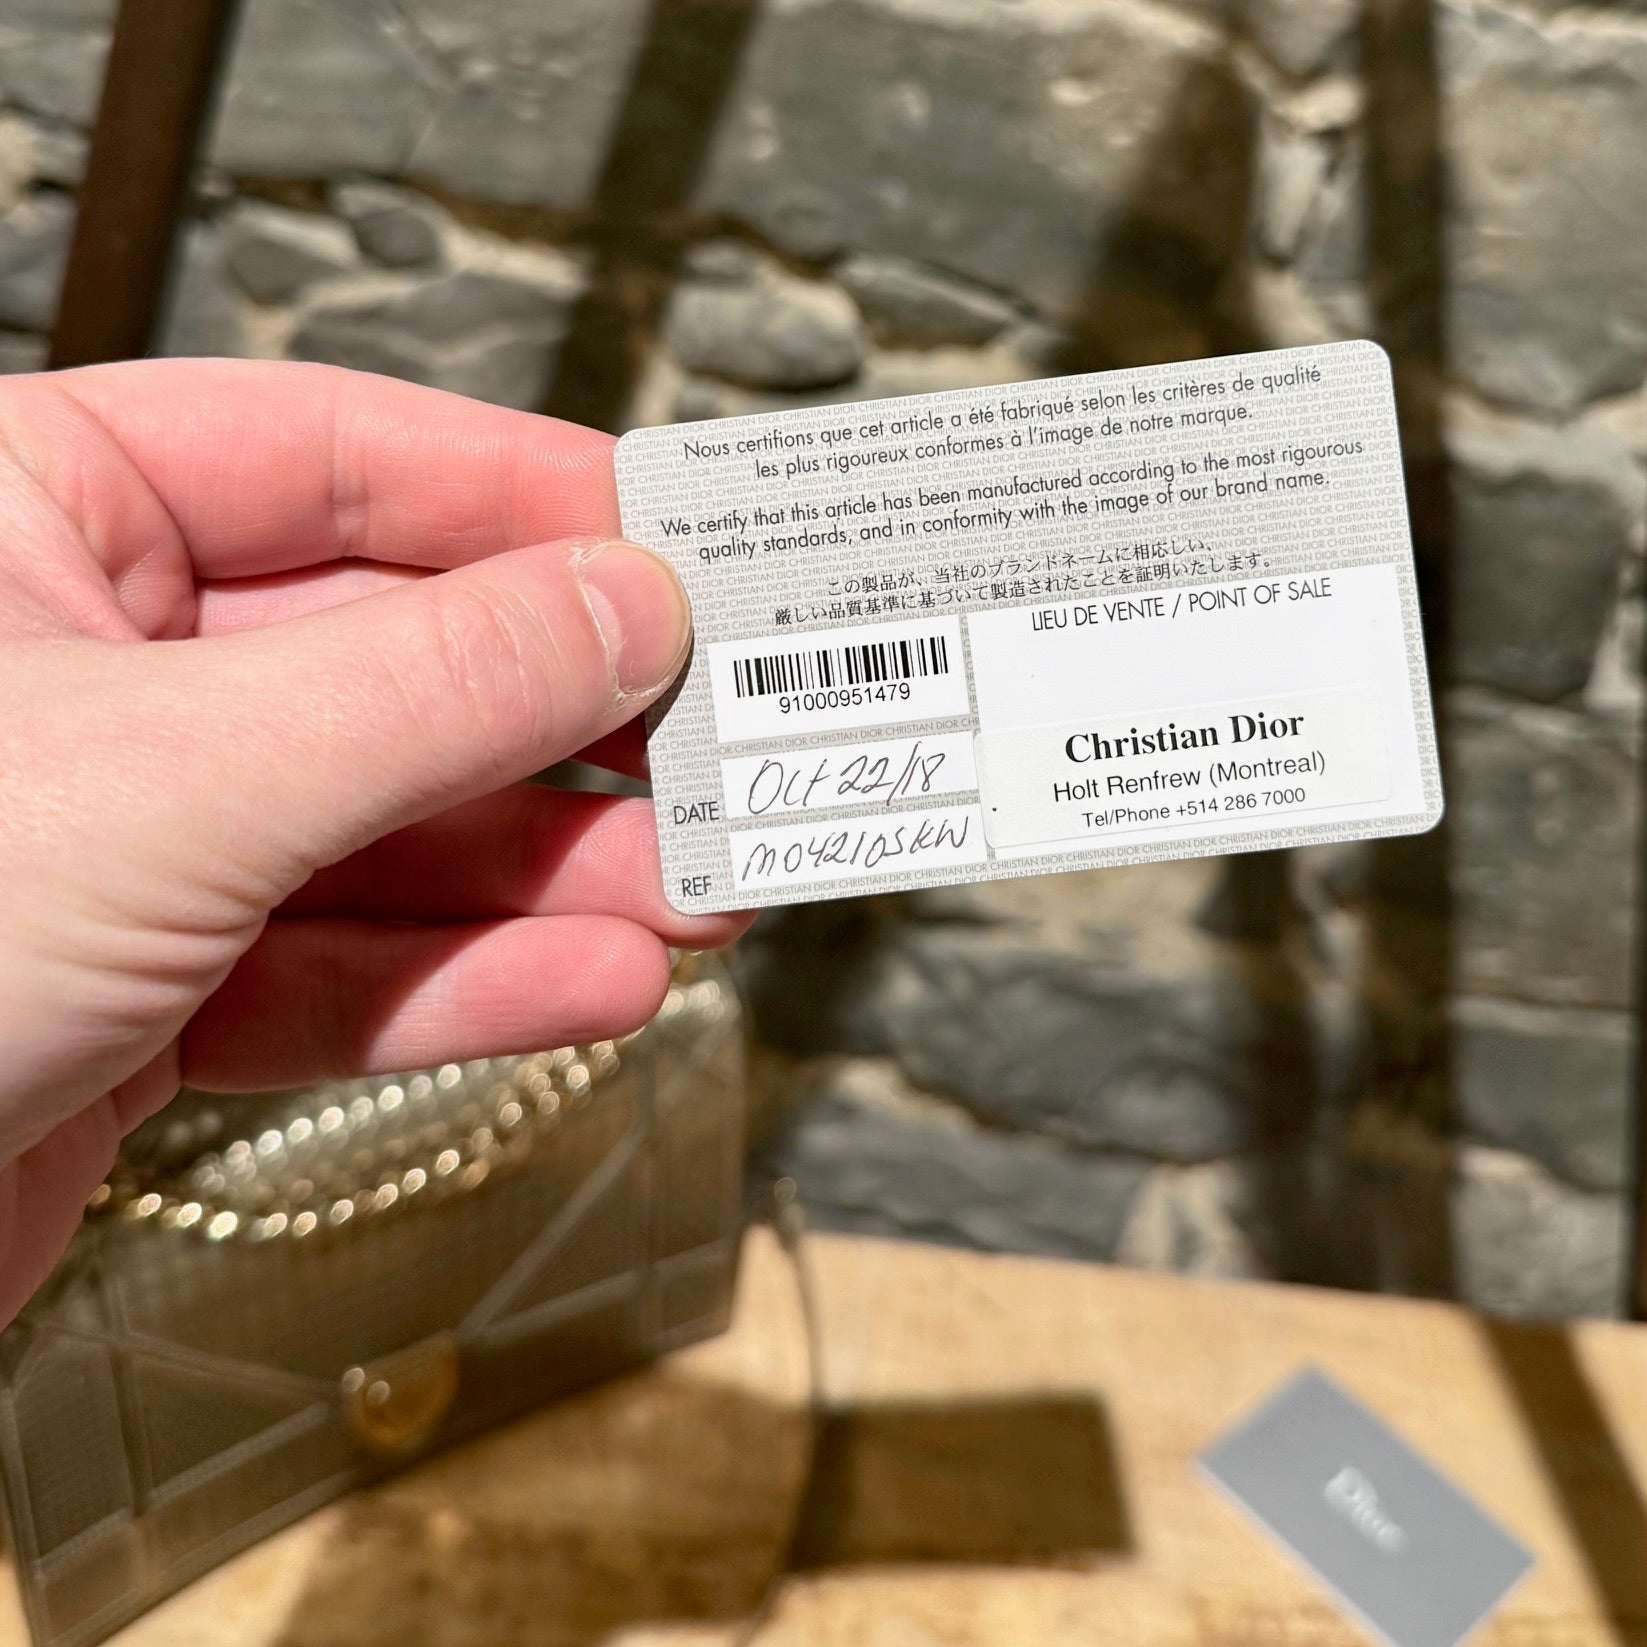 Nous certifions que cet article a été fabriqué selon les critères de qualité
les plus rigoureux conformes à l'image de notre marque.
We certify that this article has been manufactured according to the most rigourous
quality standards, and in conformity with the image of our brand name.
この製品が、当社のブランドネームに相応しい、
厳しい品質基準に基づいて製造されたことを証明いたします。
LIEU DE VENTE / POINT OF SALE
91000951479
Christian Dior
Holt Renfrew (Montreal)
Tel/Phone +514 286 7000
DATE Oct 22/18
REF M0421OSKW
Dior